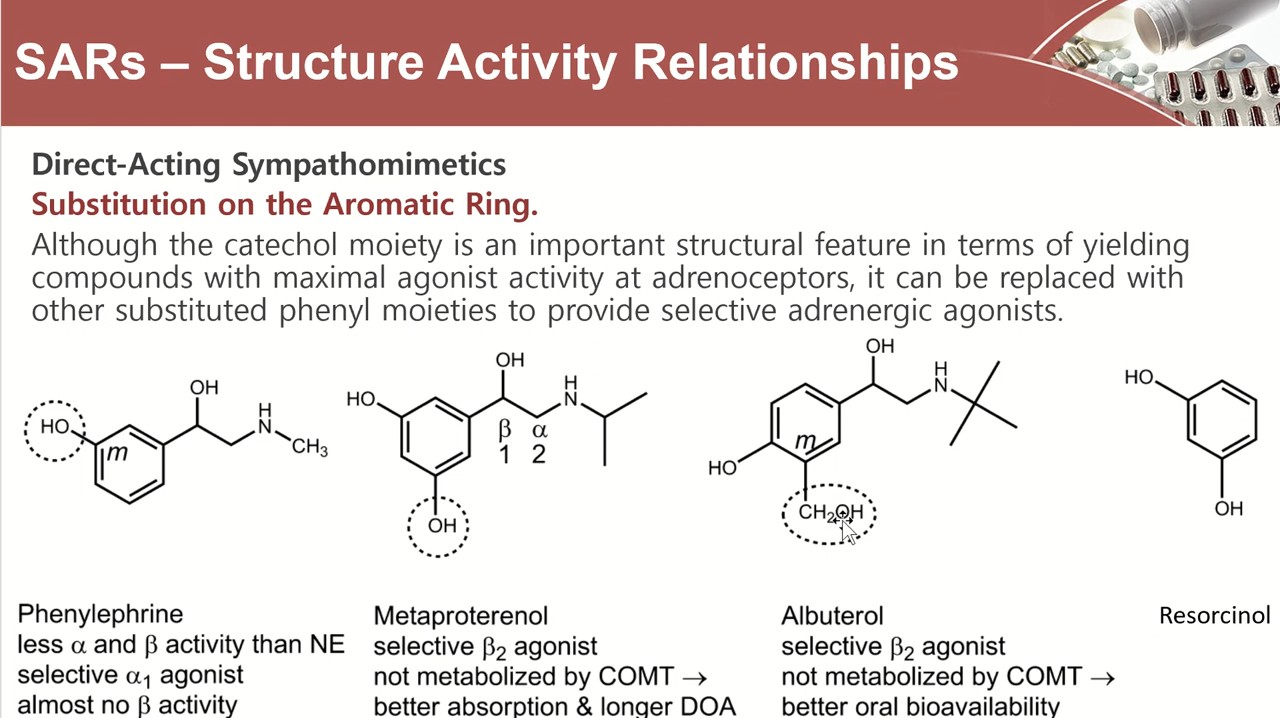 SARs – Structure Activity Relationships
Direct-Acting Sympathomimetics
Substitution on the Aromatic Ring.
Although the catechol moiety is an important structural feature in terms of yielding
compounds with maximal agonist activity at adrenoceptors, it can be replaced with
other substituted phenyl moieties to provide selective adrenergic agonists.
HO
m
OH
H
N
CH₃
HO
OH
H
N
β α
1 2
OH
OH
H
N
m
HO
CH₂OH
HO
OH
Phenylephrine
less α and β activity than NE
selective α₁ agonist
almost no β activity
Metaproterenol
selective β₂ agonist
not metabolized by COMT →
better absorption & longer DOA
Albuterol
selective β₂ agonist
not metabolized by COMT →
better oral bioavailability
Resorcinol